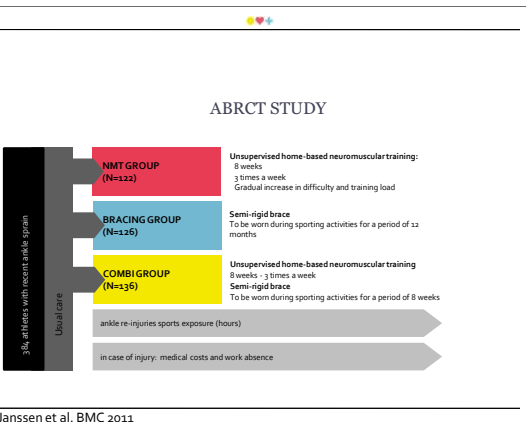 ABRCT STUDY
384 athletes with recent ankle sprain
Usual care
NMT GROUP
(N=122)
Unsupervised home-based neuromuscular training:
8 weeks
3 times a week
Gradual increase in difficulty and training load
BRACING GROUP
(N=126)
Semi-rigid brace
To be worn during sporting activities for a period of 12
months
COMBI GROUP
(N=136)
Unsupervised home-based neuromuscular training
8 weeks - 3 times a week
Semi-rigid brace
To be worn during sporting activities for a period of 8 weeks
ankle re-injuries sports exposure (hours)
in case of injury: medical costs and work absence
Janssen et al. BMC 2011